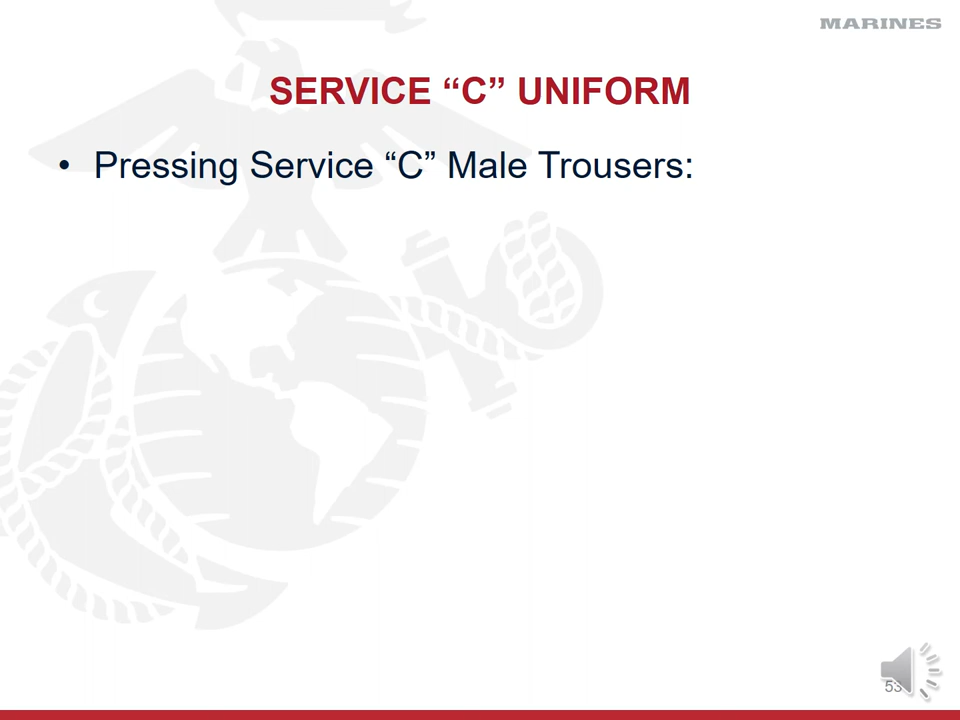 MARINES
SERVICE “C” UNIFORM
• Pressing Service “C” Male Trousers:
53